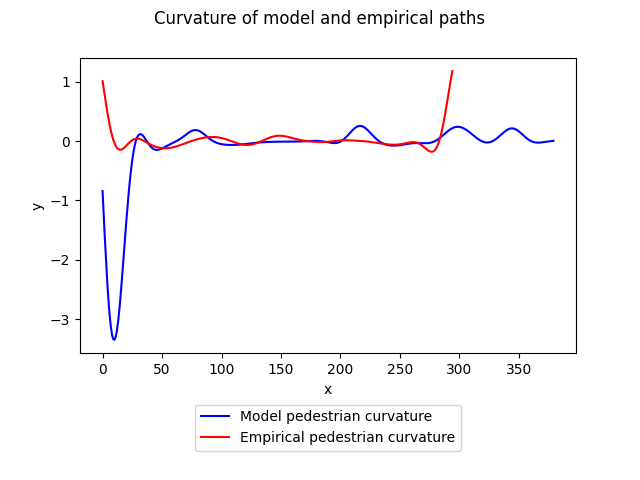 Curvature of model and empirical paths
1
0
−1
−2
−3
y
0 50 100 150 200 250 300 350
x
Model pedestrian curvature
Empirical pedestrian curvature